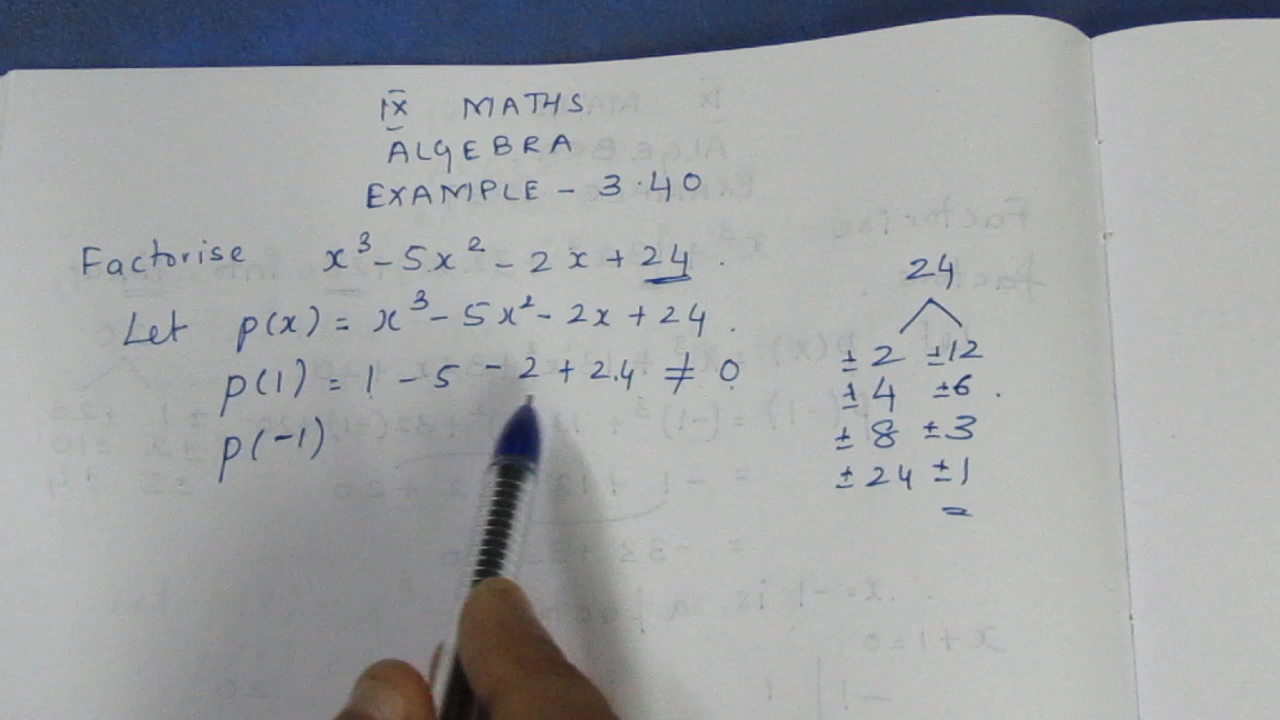 IX MATHS
ALGEBRA
EXAMPLE - 3.40
Factorise x³ - 5x² - 2x + 24.
Let p(x) = x³ - 5x² - 2x + 24.
p(1) = 1 - 5 - 2 + 24 ≠ 0
p(-1)
24
±2 ±12
±4 ±6.
±8 ±3
±24 ±1